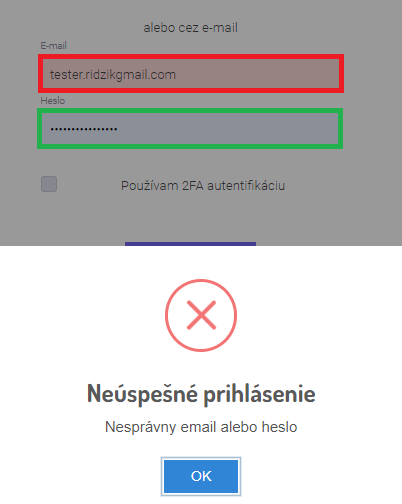 alebo cez e-mail
E-mail
tester.ridzikgmail.com
Heslo
Používam 2FA autentifikáciu
Neúspešné prihlásenie
Nesprávny email alebo heslo
OK